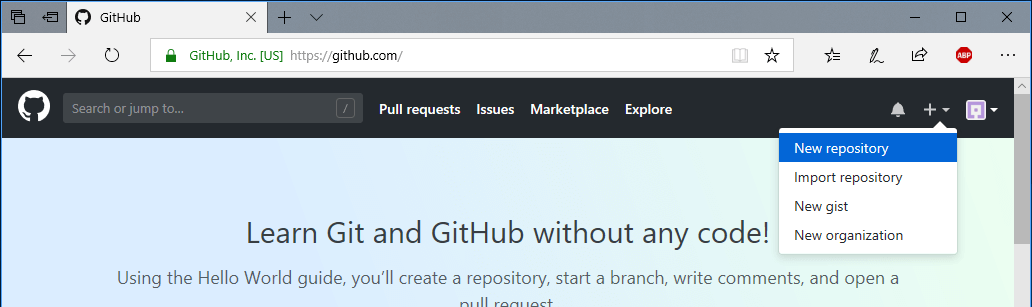 GitHub
GitHub, Inc. [US] https://github.com/
ABP
Search or jump to... /
Pull requests Issues Marketplace Explore
New repository
Import repository
New gist
New organization
Learn Git and GitHub without any code!
Using the Hello World guide, you’ll create a repository, start a branch, write comments, and open a
pull request.